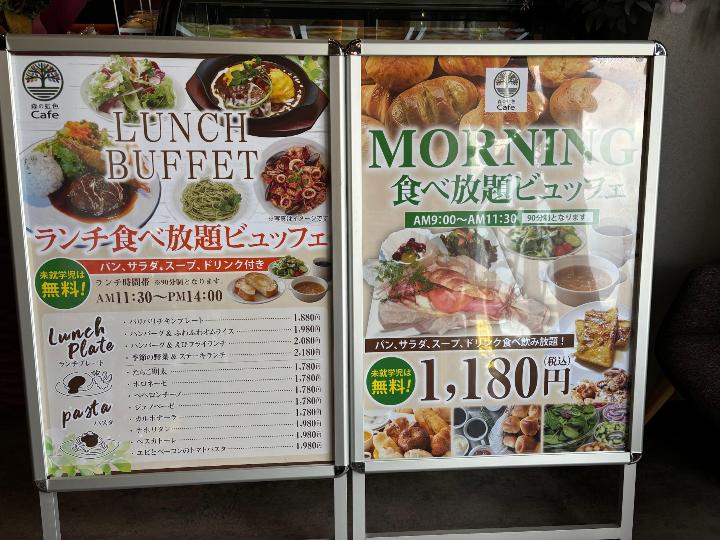 森の虹色
Cafe
LUNCH
BUFFET
※写真はイメージです
ランチ食べ放題ビュッフェ
未就学児は
無料!
パン、サラダ、スープ、ドリンク付き
ランチ時間帯 ※90分制となります
AM11:30～PM14:00
Lunch
Plate
ランチプレート
・パリパリチキンプレート 1.880円
・ハンバーグ&ふわふわオムライス 1.980円
・ハンバーグ&えびフライランチ 2.080円
・季節の野菜&ステーキランチ 2.180円
pasta
パスタ
・たらこ明太 1.780円
・ボロネーゼ 1.780円
・ペペロンチーノ 1.780円
・ジェノベーゼ 1.780円
・カルボナーラ 1.780円
・ナポリタン 1.980円
・ペスカトーレ 1.980円
・エビとベーコンのトマトパスタ 1.980円
森の虹色
Cafe
MORNING
食べ放題ビュッフェ
AM9:00～AM11:30 90分制となります
パン、サラダ、スープ、ドリンク食べ飲み放題!
未就学児は
無料!
1,180円(税込)